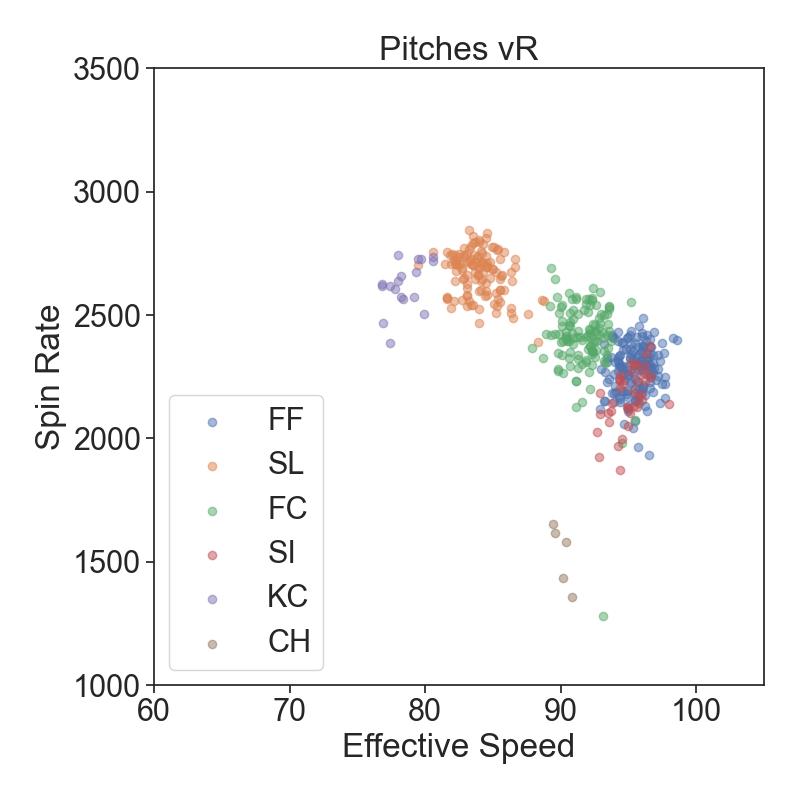 Pitches vR
3500
3000
2500
2000
1500
1000
Spin Rate
FF
SL
FC
SI
KC
CH
60 70 80 90 100
Effective Speed